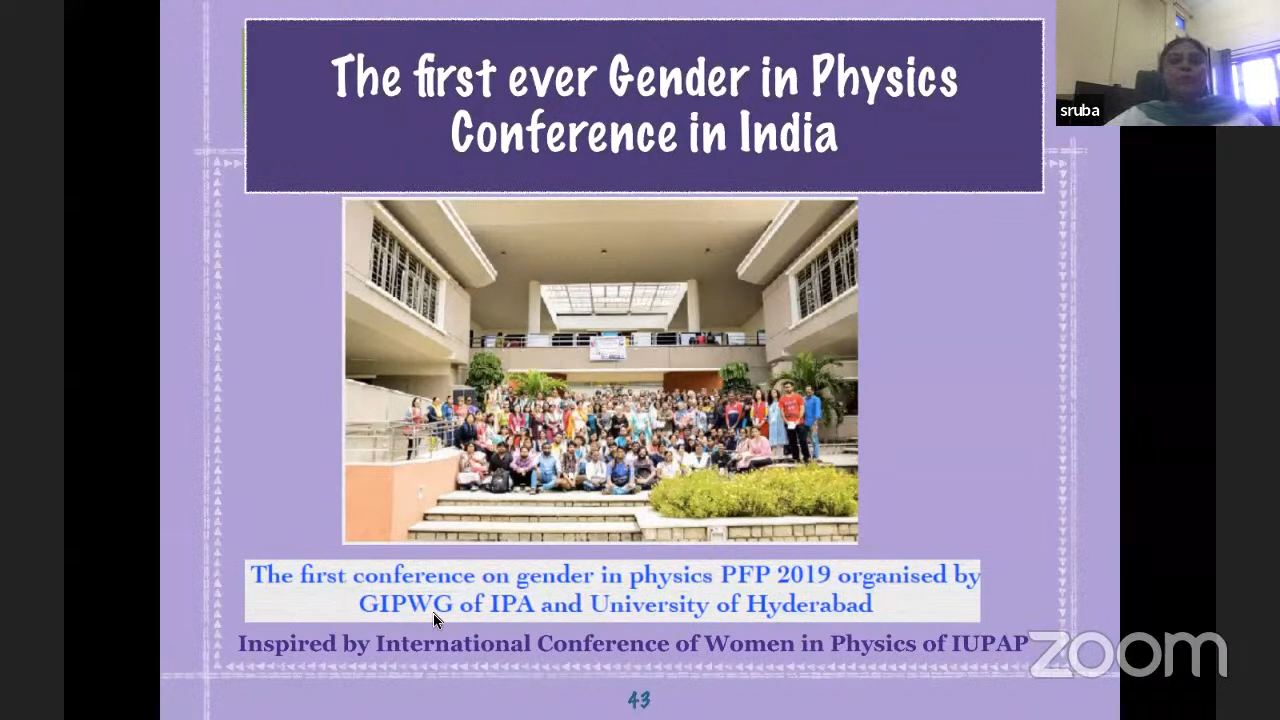 The first ever Gender in Physics
Conference in India
sruba
The first conference on gender in physics PFP 2019 organised by
GIPWG of IPA and University of Hyderabad
Inspired by International Conference of Women in Physics of IUPAP
zoom
43